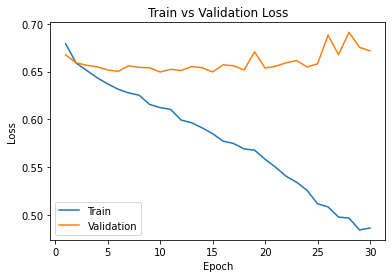 Train vs Validation Loss
0.70
0.65
0.60
0.55
0.50
Loss
Train
Validation
0 5 10 15 20 25 30
Epoch